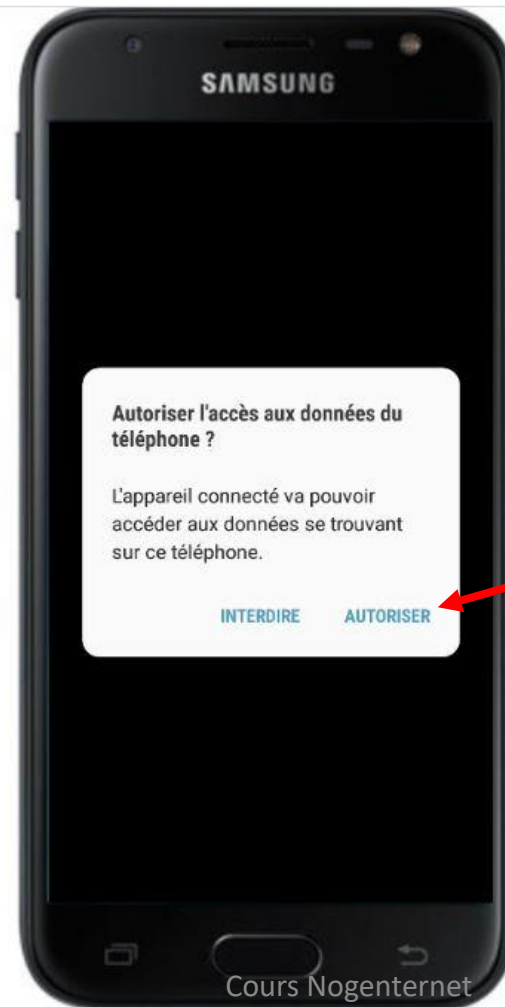 SAMSUNG
Autoriser l'accès aux données du
téléphone ?
L'appareil connecté va pouvoir
accéder aux données se trouvant
sur ce téléphone.
INTERDIRE AUTORISER
Cours Nogenternet